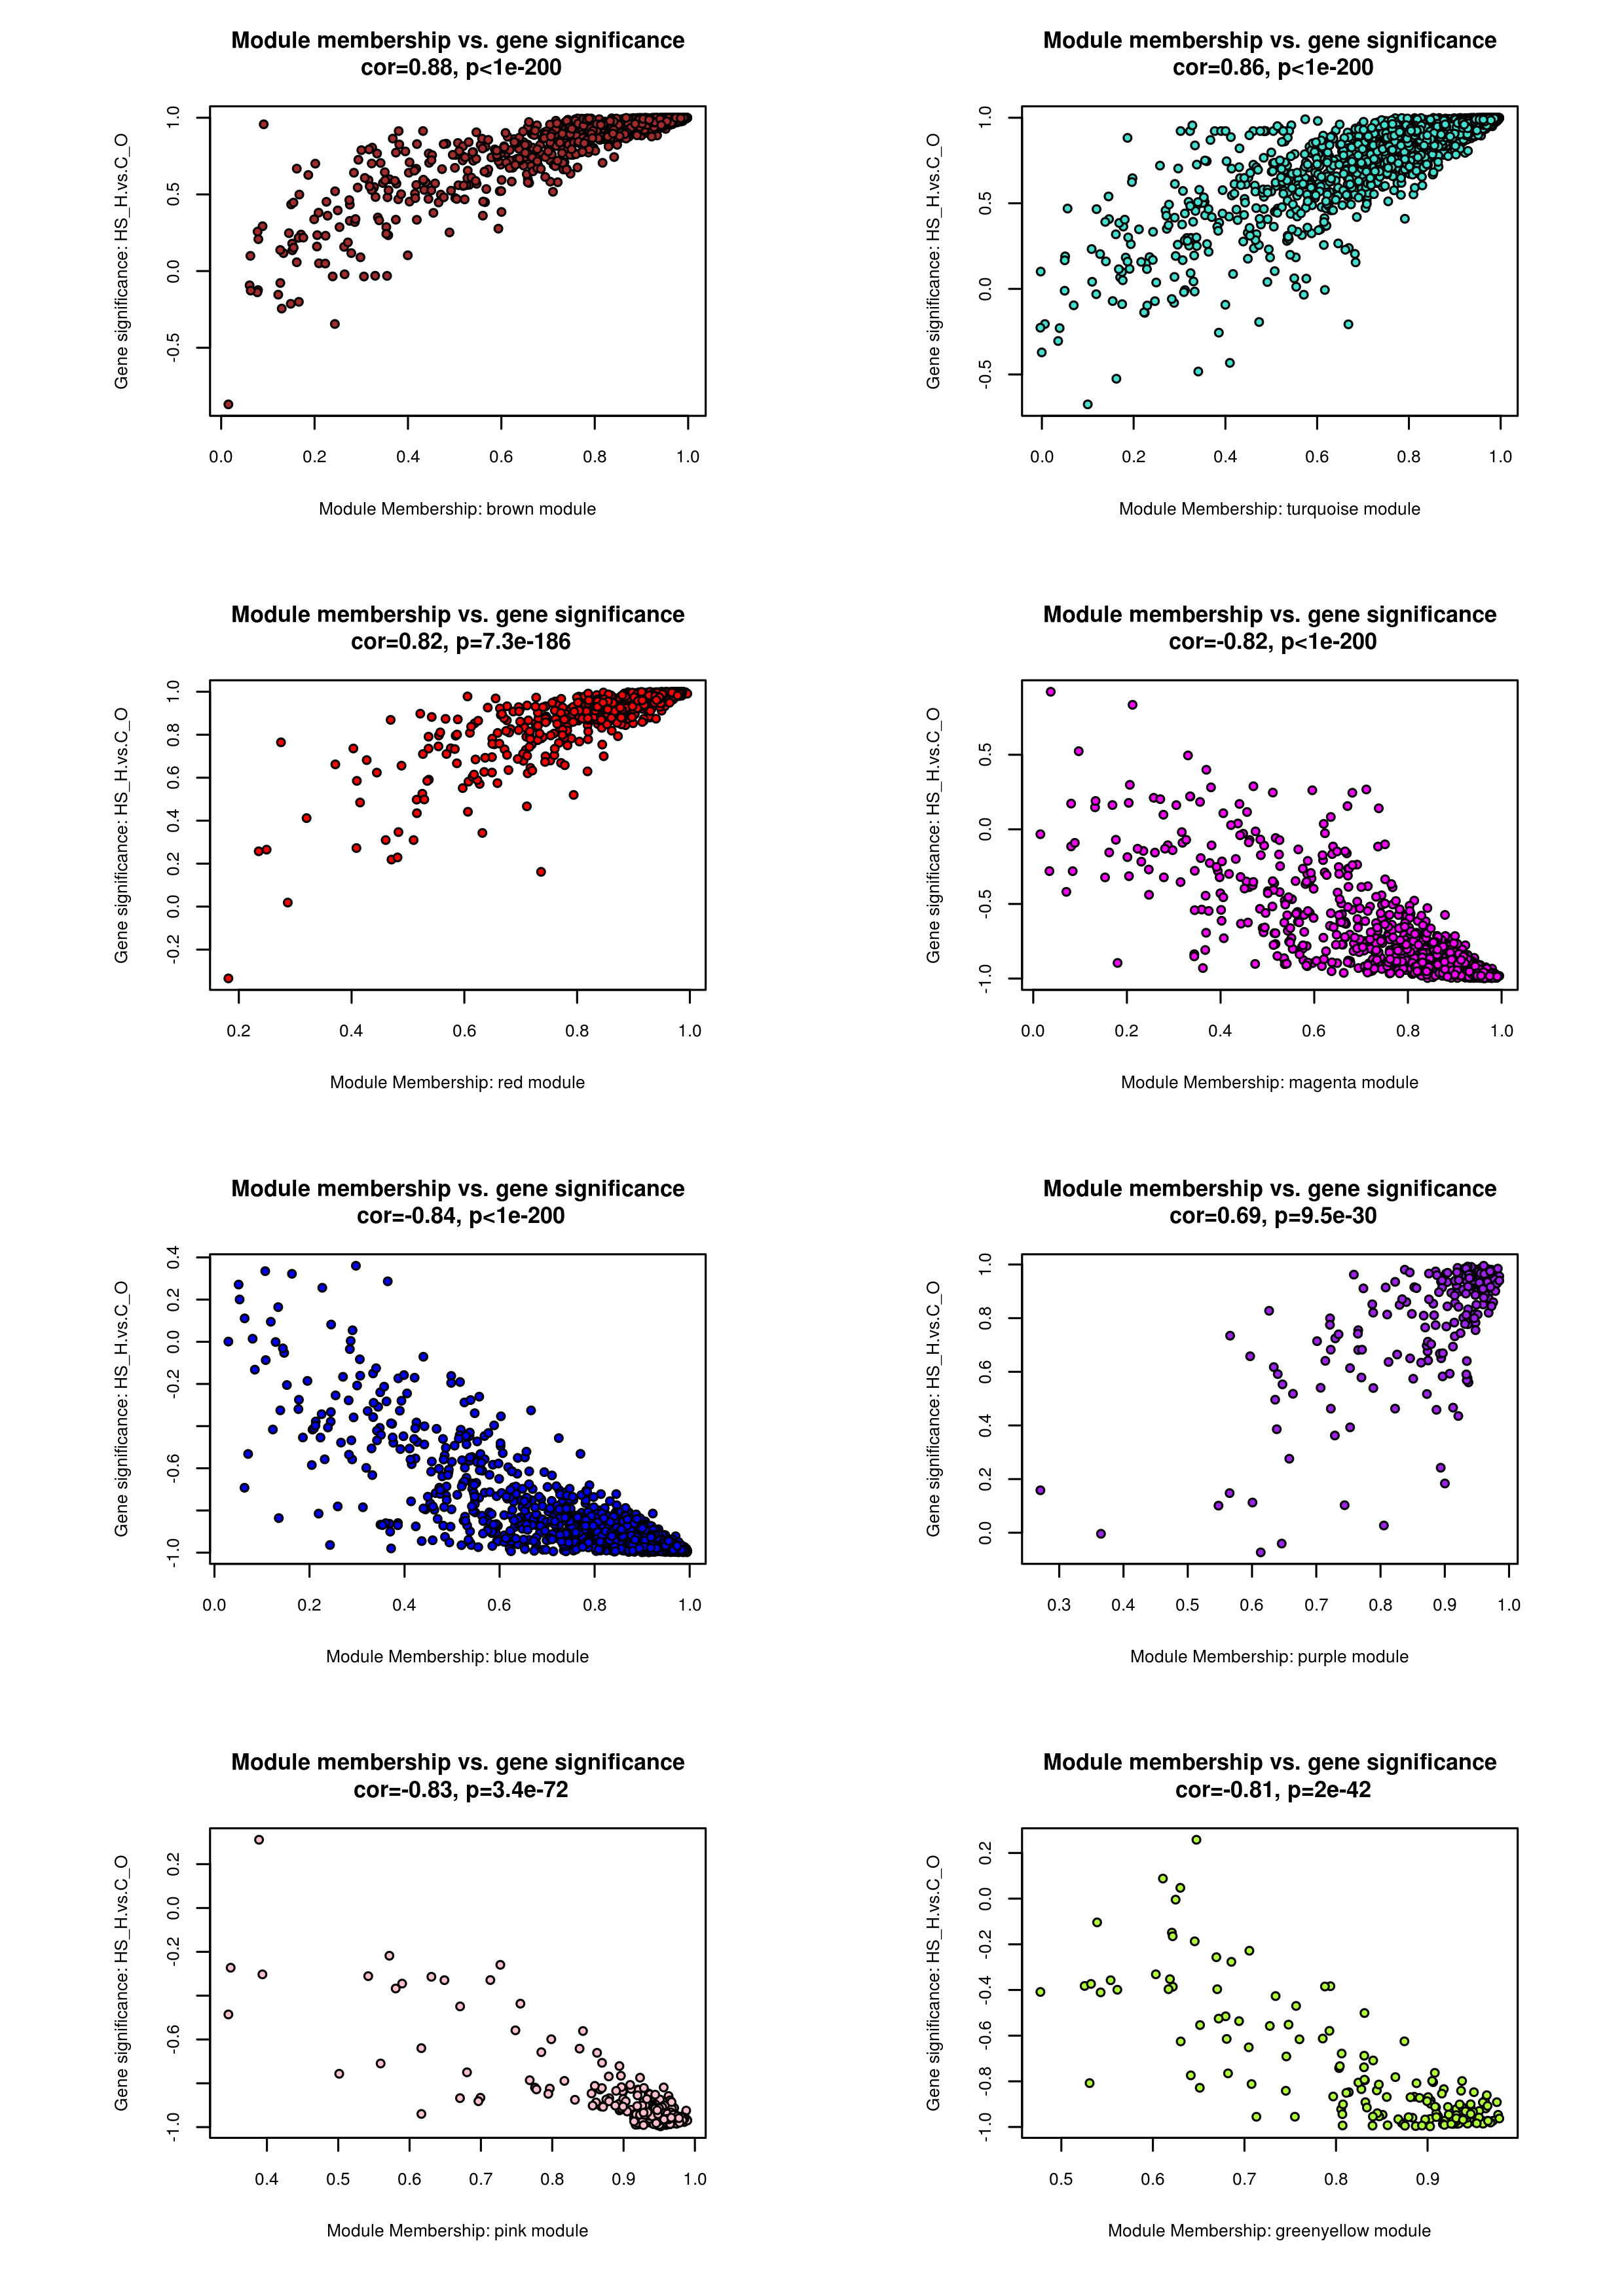 Module membership vs. gene significance
cor=0.88, p<1e-200
Gene significance: HS_H.vs.C_O
1.0
0.5
0.0
-0.5
0.0 0.2 0.4 0.6 0.8 1.0
Module Membership: brown module
Module membership vs. gene significance
cor=0.86, p<1e-200
Gene significance: HS_H.vs.C_O
1.0
0.5
0.0
-0.5
0.0 0.2 0.4 0.6 0.8 1.0
Module Membership: turquoise module
Module membership vs. gene significance
cor=0.82, p=7.3e-186
Gene significance: HS_H.vs.C_O
1.0
0.8
0.6
0.4
0.2
0.0
-0.2
0.2 0.4 0.6 0.8 1.0
Module Membership: red module
Module membership vs. gene significance
cor=-0.82, p<1e-200
Gene significance: HS_H.vs.C_O
0.5
0.0
-0.5
-1.0
0.0 0.2 0.4 0.6 0.8 1.0
Module Membership: magenta module
Module membership vs. gene significance
cor=-0.84, p<1e-200
Gene significance: HS_H.vs.C_O
0.4
0.2
0.0
-0.2
-0.6
-1.0
0.0 0.2 0.4 0.6 0.8 1.0
Module Membership: blue module
Module membership vs. gene significance
cor=0.69, p=9.5e-30
Gene significance: HS_H.vs.C_O
1.0
0.8
0.6
0.4
0.2
0.0
0.3 0.4 0.5 0.6 0.7 0.8 0.9 1.0
Module Membership: purple module
Module membership vs. gene significance
cor=-0.83, p=3.4e-72
Gene significance: HS_H.vs.C_O
0.2
0.0
-0.2
-0.6
-1.0
0.4 0.5 0.6 0.7 0.8 0.9 1.0
Module Membership: pink module
Module membership vs. gene significance
cor=-0.81, p=2e-42
Gene significance: HS_H.vs.C_O
0.2
0.0
-0.2
-0.4
-0.6
-0.8
-1.0
0.5 0.6 0.7 0.8 0.9
Module Membership: greenyellow module